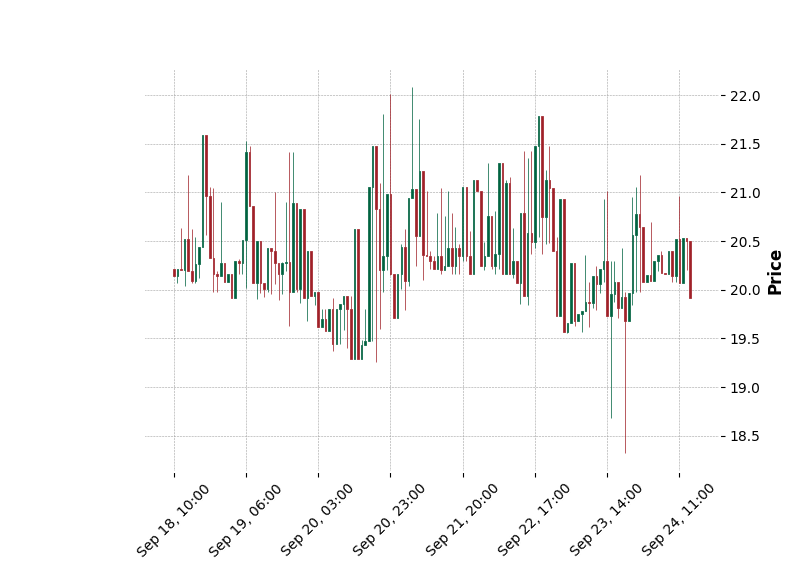 22.0
21.5
21.0
20.5
20.0
19.5
19.0
18.5
Price
Sep 18, 10:00
Sep 19, 06:00
Sep 20, 03:00
Sep 20, 23:00
Sep 21, 20:00
Sep 22, 17:00
Sep 23, 14:00
Sep 24, 11:00